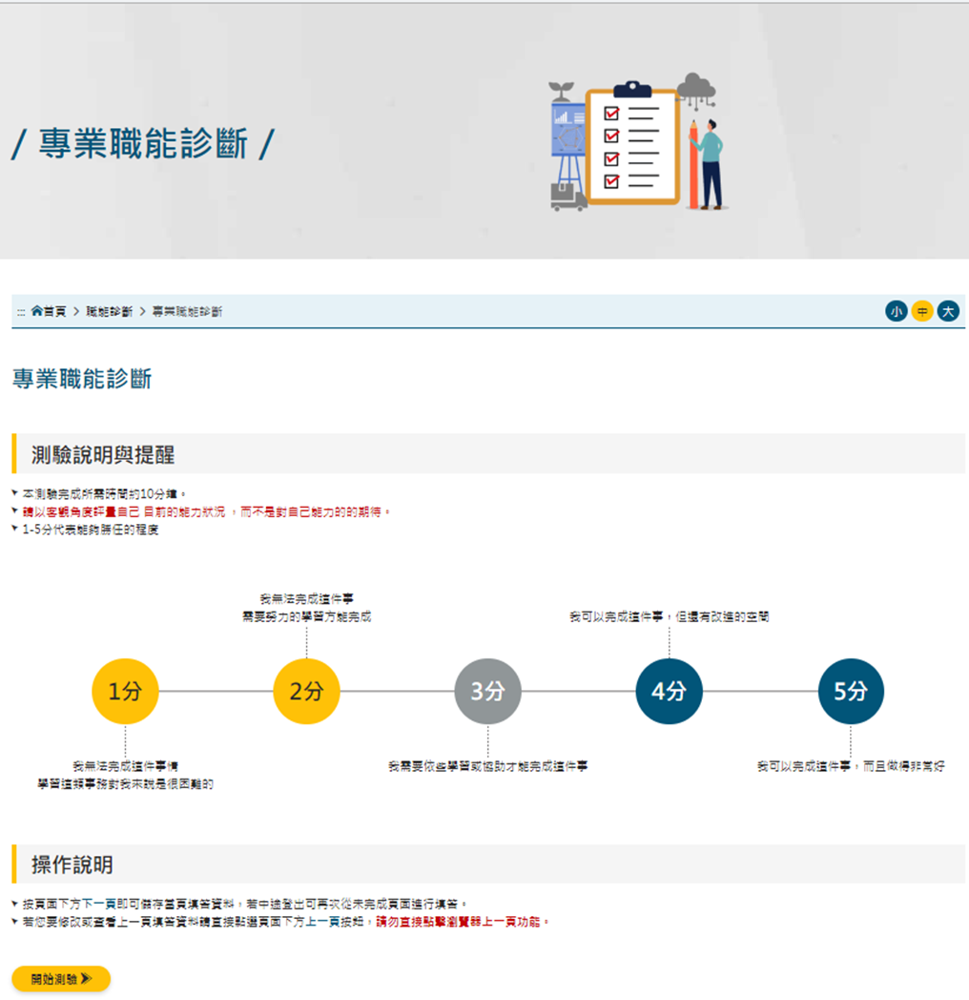 / 專業職能診斷 /
::: 首頁 > 職能診斷 > 專業職能診斷
小 中 大
專業職能診斷
測驗說明與提醒
本測驗完成所需時間約10分鐘。
請以客觀角度評量自己 目前的能力狀況 ，而不是對自己能力的的期待。
1-5分代表能夠勝任的程度
我無法完成這件事
需要努力的學習方能完成
我可以完成這件事，但還有改進的空間
1分 2分 3分 4分 5分
我無法完成這件事情
學習這類事務對我來說是很困難的
我需要依些學習或協助才能完成這件事
我可以完成這件事，而且做得非常好
操作說明
按頁面下方下一頁即可儲存當頁填答資料，若中途登出可再次從未完成頁面進行填答。
若您要修改或查看上一頁填答資料請直接點選頁面下方上一頁按鈕，請勿直接點擊瀏覽器上一頁功能。
開始測驗